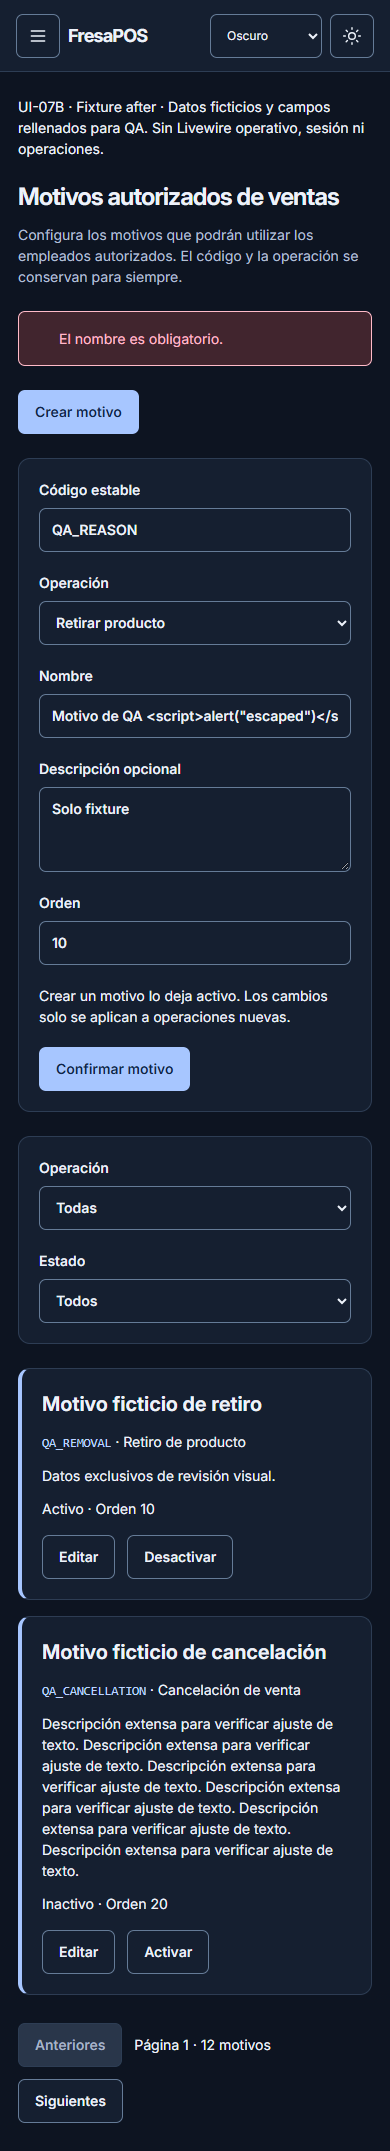 FresaPOS
Oscuro
UI-07B · Fixture after · Datos ficticios y campos
rellenados para QA. Sin Livewire operativo, sesión ni
operaciones.
Motivos autorizados de ventas
Configura los motivos que podrán utilizar los
empleados autorizados. El código y la operación se
conservan para siempre.
El nombre es obligatorio.
Crear motivo
Código estable
QA_REASON
Operación
Retirar producto
Nombre
Motivo de QA <script>alert("escaped")</s
Descripción opcional
Solo fixture
Orden
10
Crear un motivo lo deja activo. Los cambios
solo se aplican a operaciones nuevas.
Confirmar motivo
Operación
Todas
Estado
Todos
Motivo ficticio de retiro
QA_REMOVAL · Retiro de producto
Datos exclusivos de revisión visual.
Activo · Orden 10
Editar Desactivar
Motivo ficticio de cancelación
QA_CANCELLATION · Cancelación de venta
Descripción extensa para verificar ajuste de
texto. Descripción extensa para verificar
ajuste de texto. Descripción extensa para
verificar ajuste de texto. Descripción extensa
para verificar ajuste de texto. Descripción
extensa para verificar ajuste de texto.
Descripción extensa para verificar ajuste de
texto.
Inactivo · Orden 20
Editar Activar
Anteriores Página 1 · 12 motivos
Siguientes